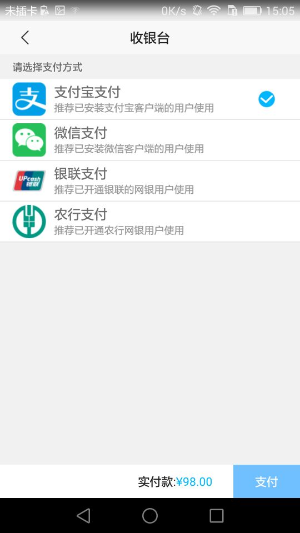 未插卡 0K/s 15:05
收银台
请选择支付方式
支付宝支付
推荐已安装支付宝客户端的用户使用
微信支付
推荐已安装微信客户端的用户使用
UPcash
银联
银联支付
推荐已开通银联的网银用户使用
农行支付
推荐已开通农行网银用户使用
实付款:¥98.00 支付